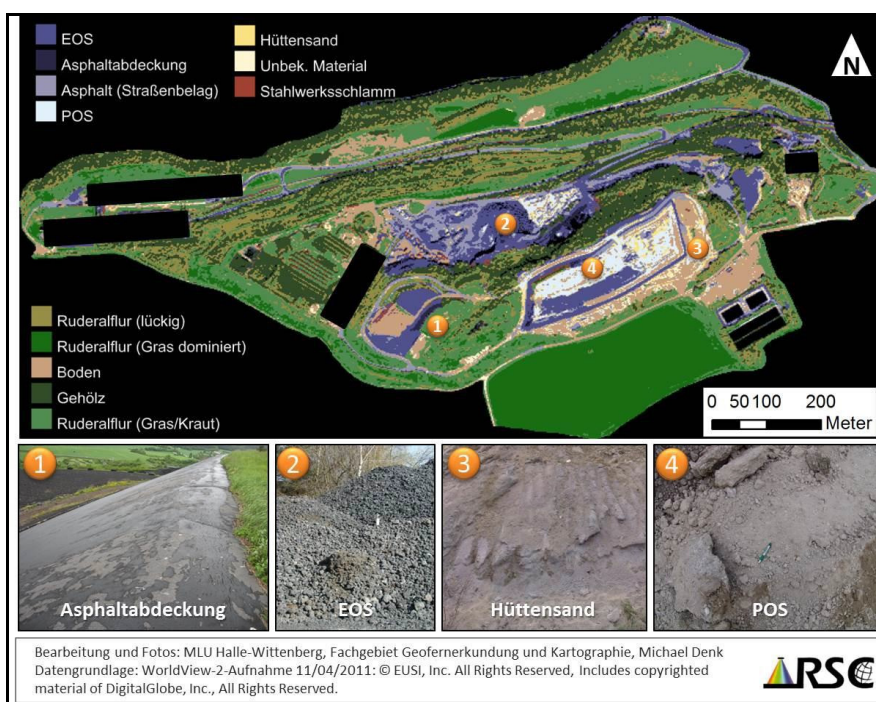 EOS
Asphaltabdeckung
Asphalt (Straßenbelag)
POS
Hüttensand
Unbek. Material
Stahlwerksschlamm
N
2
3
4
1
Ruderalflur (lückig)
Ruderalflur (Gras dominiert)
Boden
Gehölz
Ruderalflur (Gras/Kraut)
0 50 100 200
Meter
1
Asphaltabdeckung
2
EOS
3
Hüttensand
4
POS
Bearbeitung und Fotos: MLU Halle-Wittenberg, Fachgebiet Geofernerkundung und Kartographie, Michael Denk
Datengrundlage: WorldView-2-Aufnahme 11/04/2011: © EUSI, Inc. All Rights Reserved, Includes copyrighted
material of DigitalGlobe, Inc., All Rights Reserved.
RSC